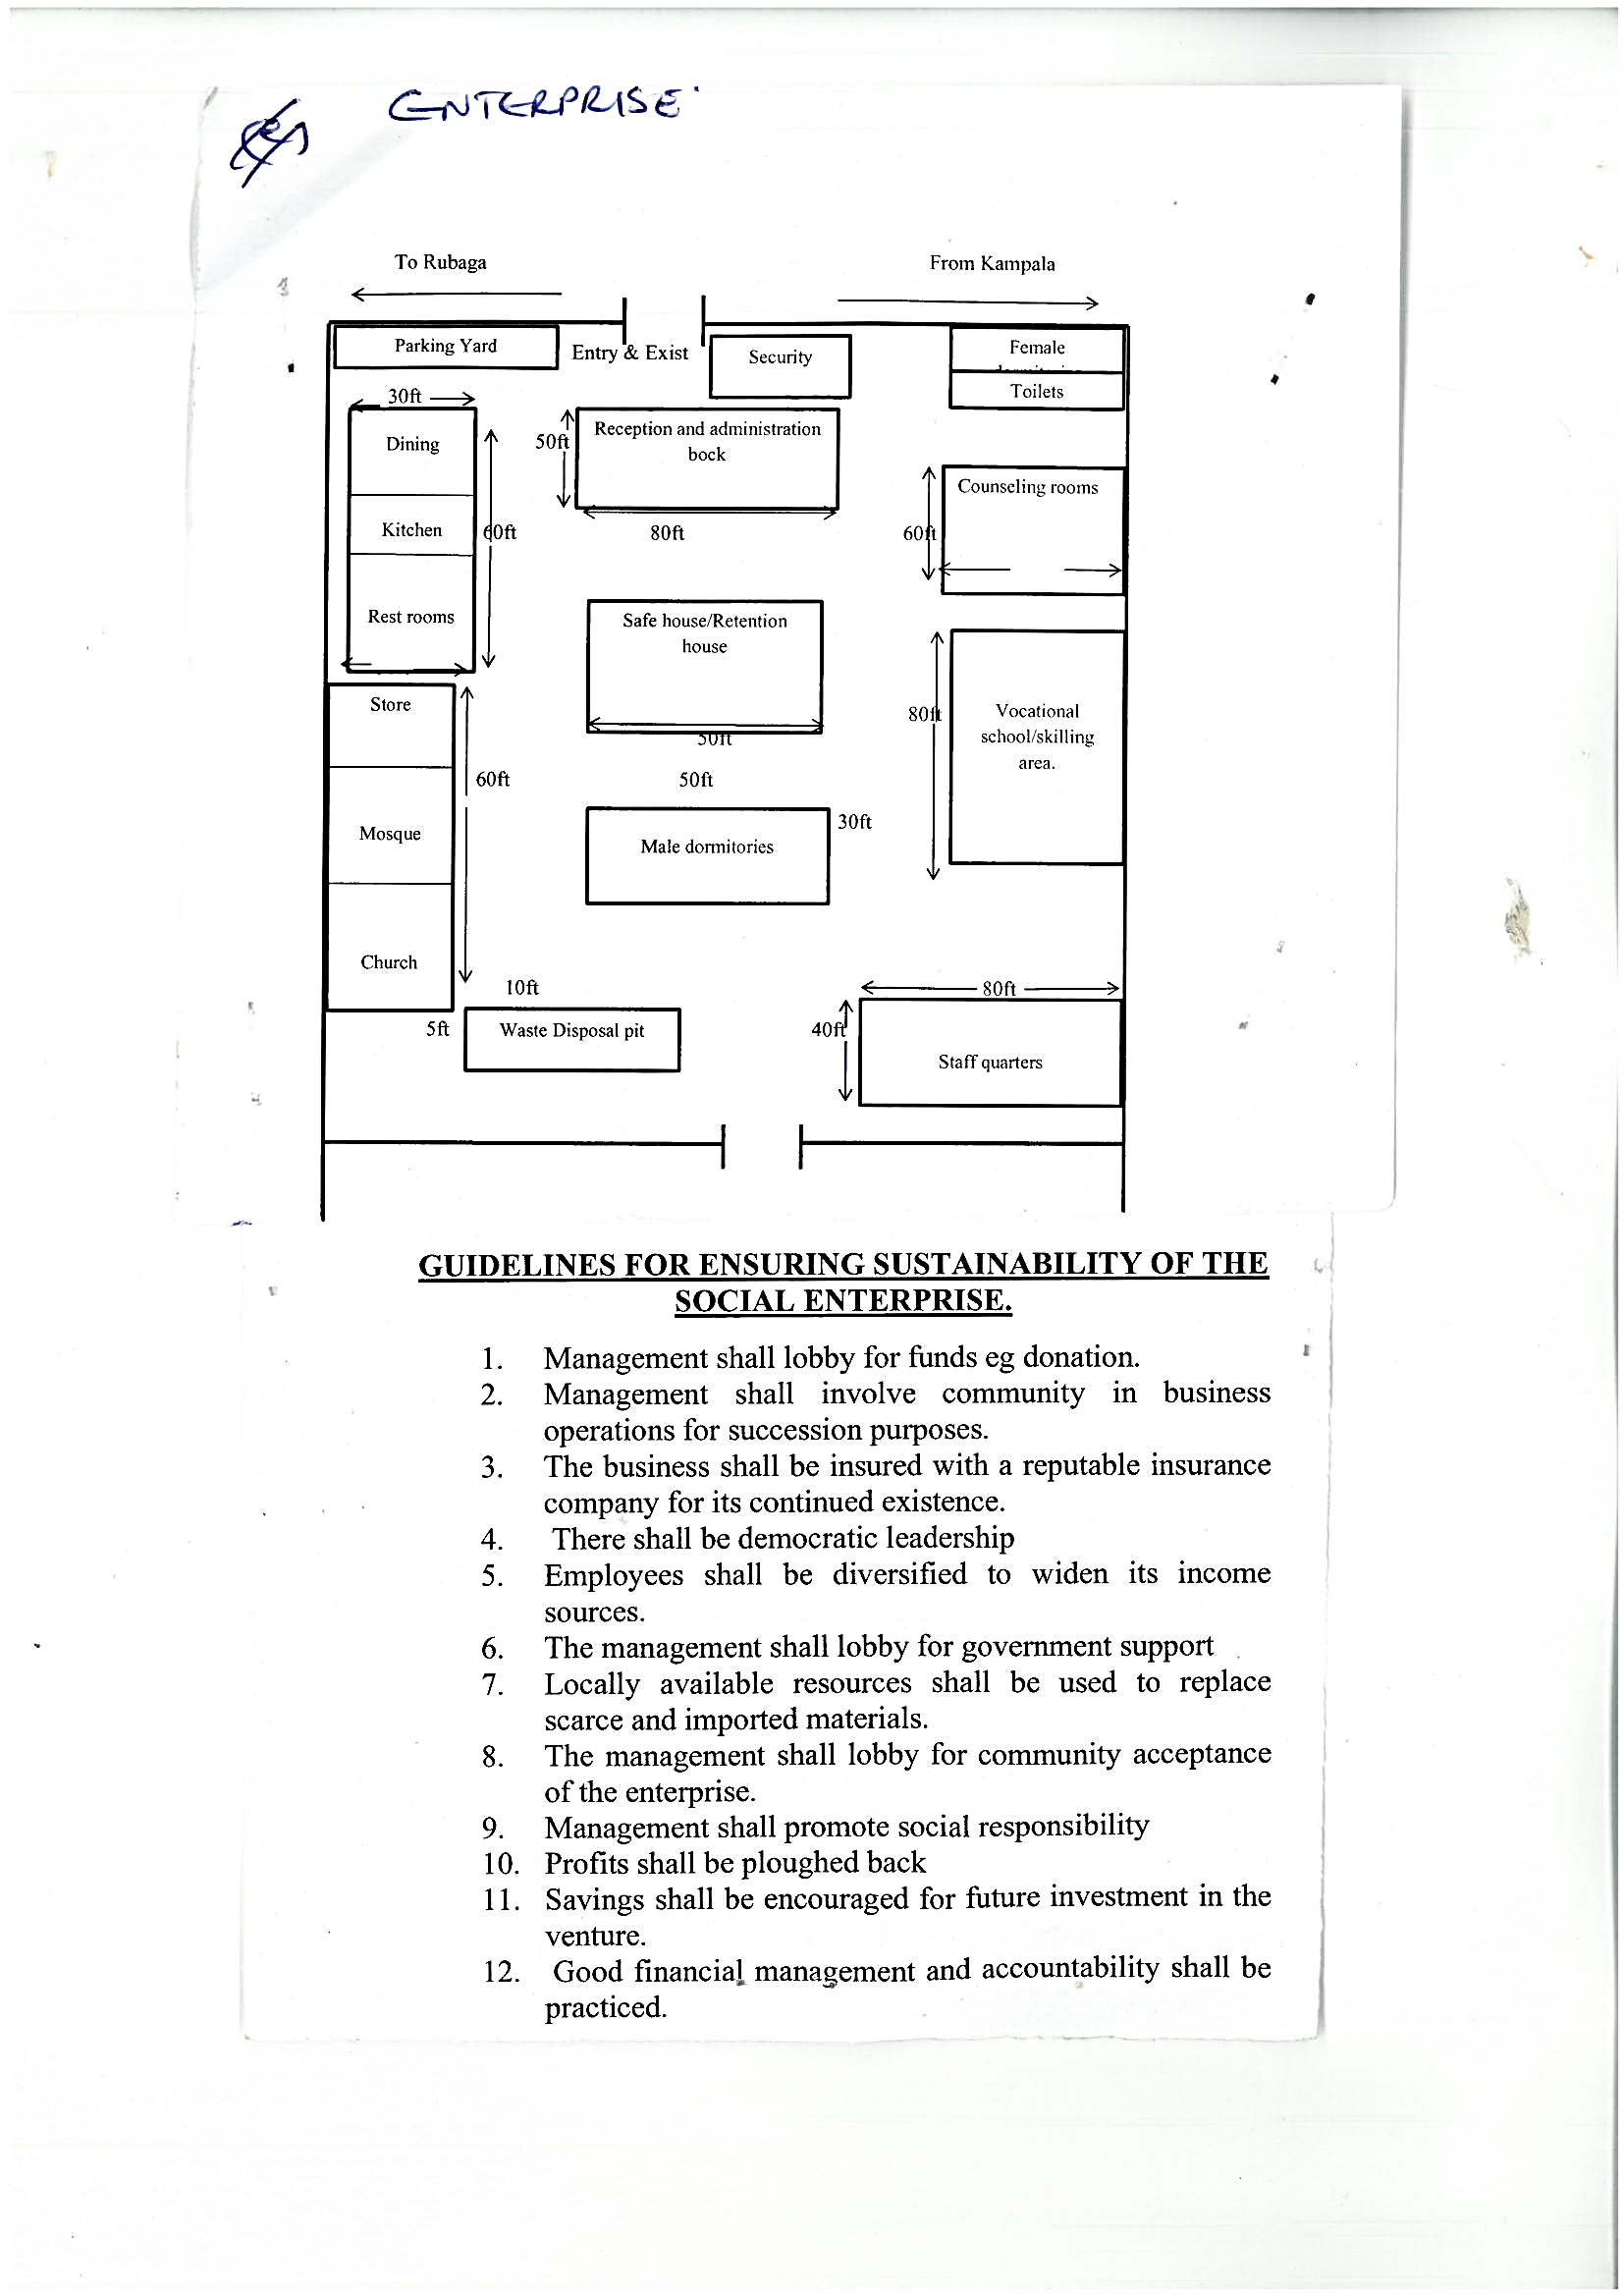 ENTERPRISE
To Rubaga
From Kampala
Parking Yard
Entry & Exist
Security
Female
Toilets
30ft
Dining
Kitchen
60ft
Rest rooms
50ft
Reception and administration
bock
80ft
Counseling rooms
60ft
Safe house/Retention
house
50ft
Store
Mosque
Church
60ft
50ft
Male dormitories
30ft
80ft
Vocational
school/skilling
area.
10ft
5ft
Waste Disposal pit
80ft
40ft
Staff quarters
GUIDELINES FOR ENSURING SUSTAINABILITY OF THE
SOCIAL ENTERPRISE.
1. Management shall lobby for funds eg donation.
2. Management shall involve community in business
operations for succession purposes.
3. The business shall be insured with a reputable insurance
company for its continued existence.
4. There shall be democratic leadership
5. Employees shall be diversified to widen its income
sources.
6. The management shall lobby for government support
7. Locally available resources shall be used to replace
scarce and imported materials.
8. The management shall lobby for community acceptance
of the enterprise.
9. Management shall promote social responsibility
10. Profits shall be ploughed back
11. Savings shall be encouraged for future investment in the
venture.
12. Good financial management and accountability shall be
practiced.